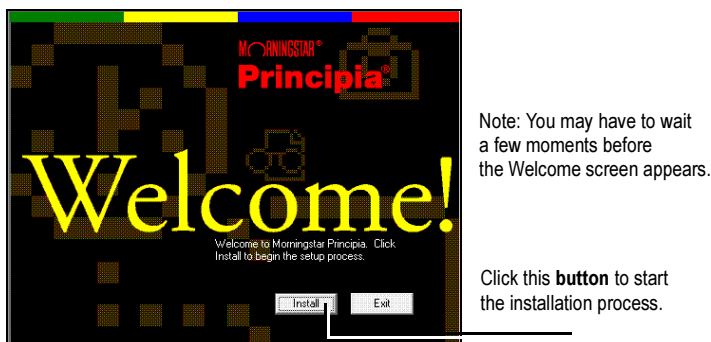 MORNINGSTAR®
Principia®
Welcome!
Welcome to Morningstar Principia. Click
Install to begin the setup process.
Install
Exit
Note: You may have to wait
a few moments before
the Welcome screen appears.
Click this button to start
the installation process.